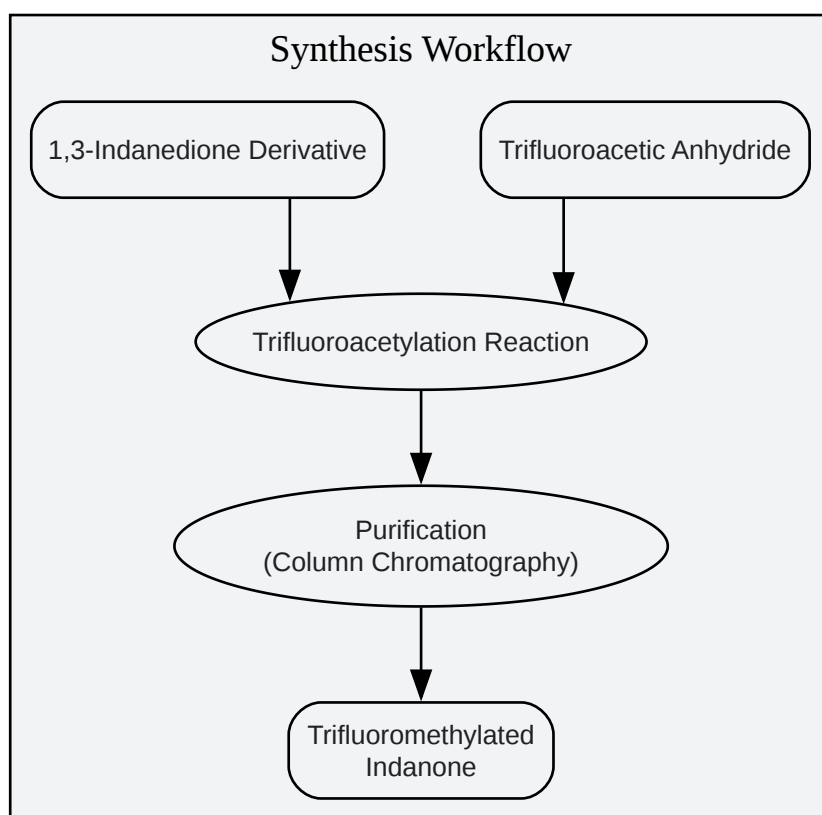 Synthesis Workflow
1,3-Indanedione Derivative
Trifluoroacetic Anhydride
Trifluoroacetylation Reaction
Purification
(Column Chromatography)
Trifluoromethylated
Indanone